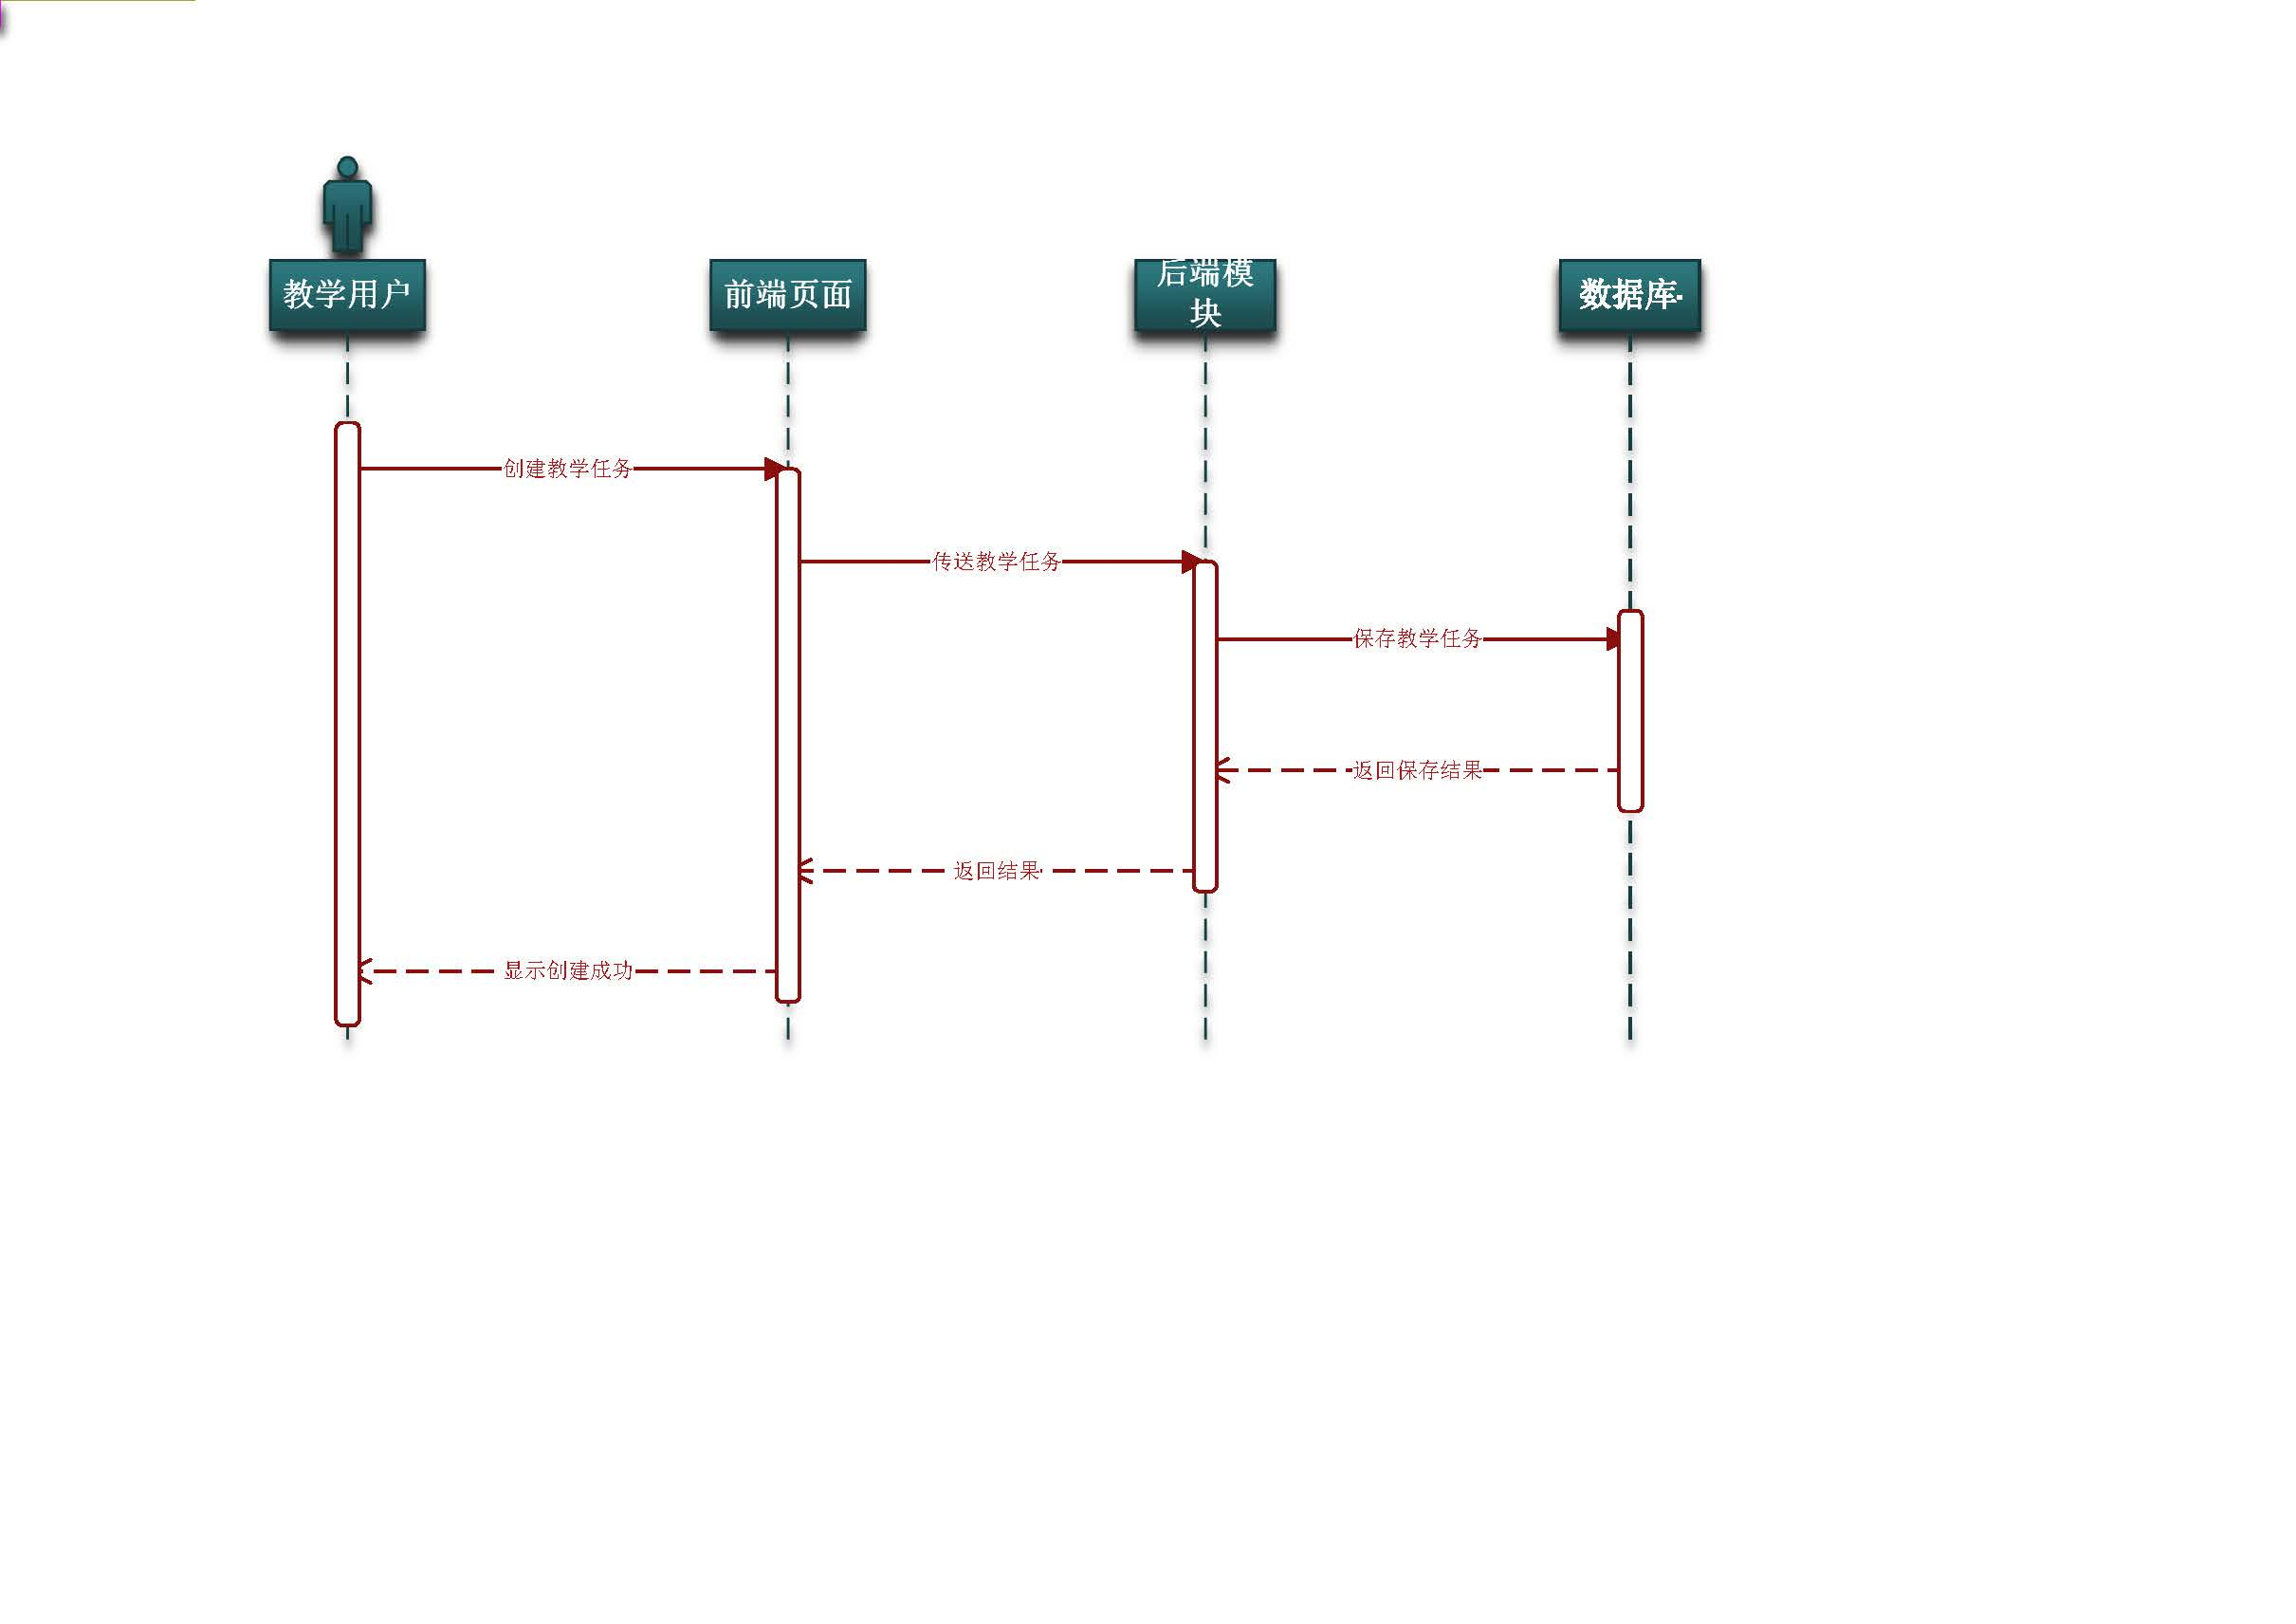 教学用户
前端页面
后端模
块
数据库
创建教学任务
传送教学任务
保存教学任务
返回保存结果
返回结果
显示创建成功